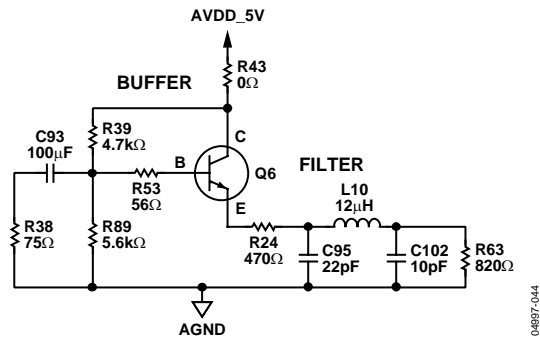 AVDD_5V
R43
0Ω
BUFFER
C
C93
100μF
R39
4.7kΩ
B
R53
56Ω
Q6
FILTER
E
L10
12μH
R38
75Ω
R89
5.6kΩ
R24
470Ω
C95
22pF
C102
10pF
R63
820Ω
AGND
04997-044